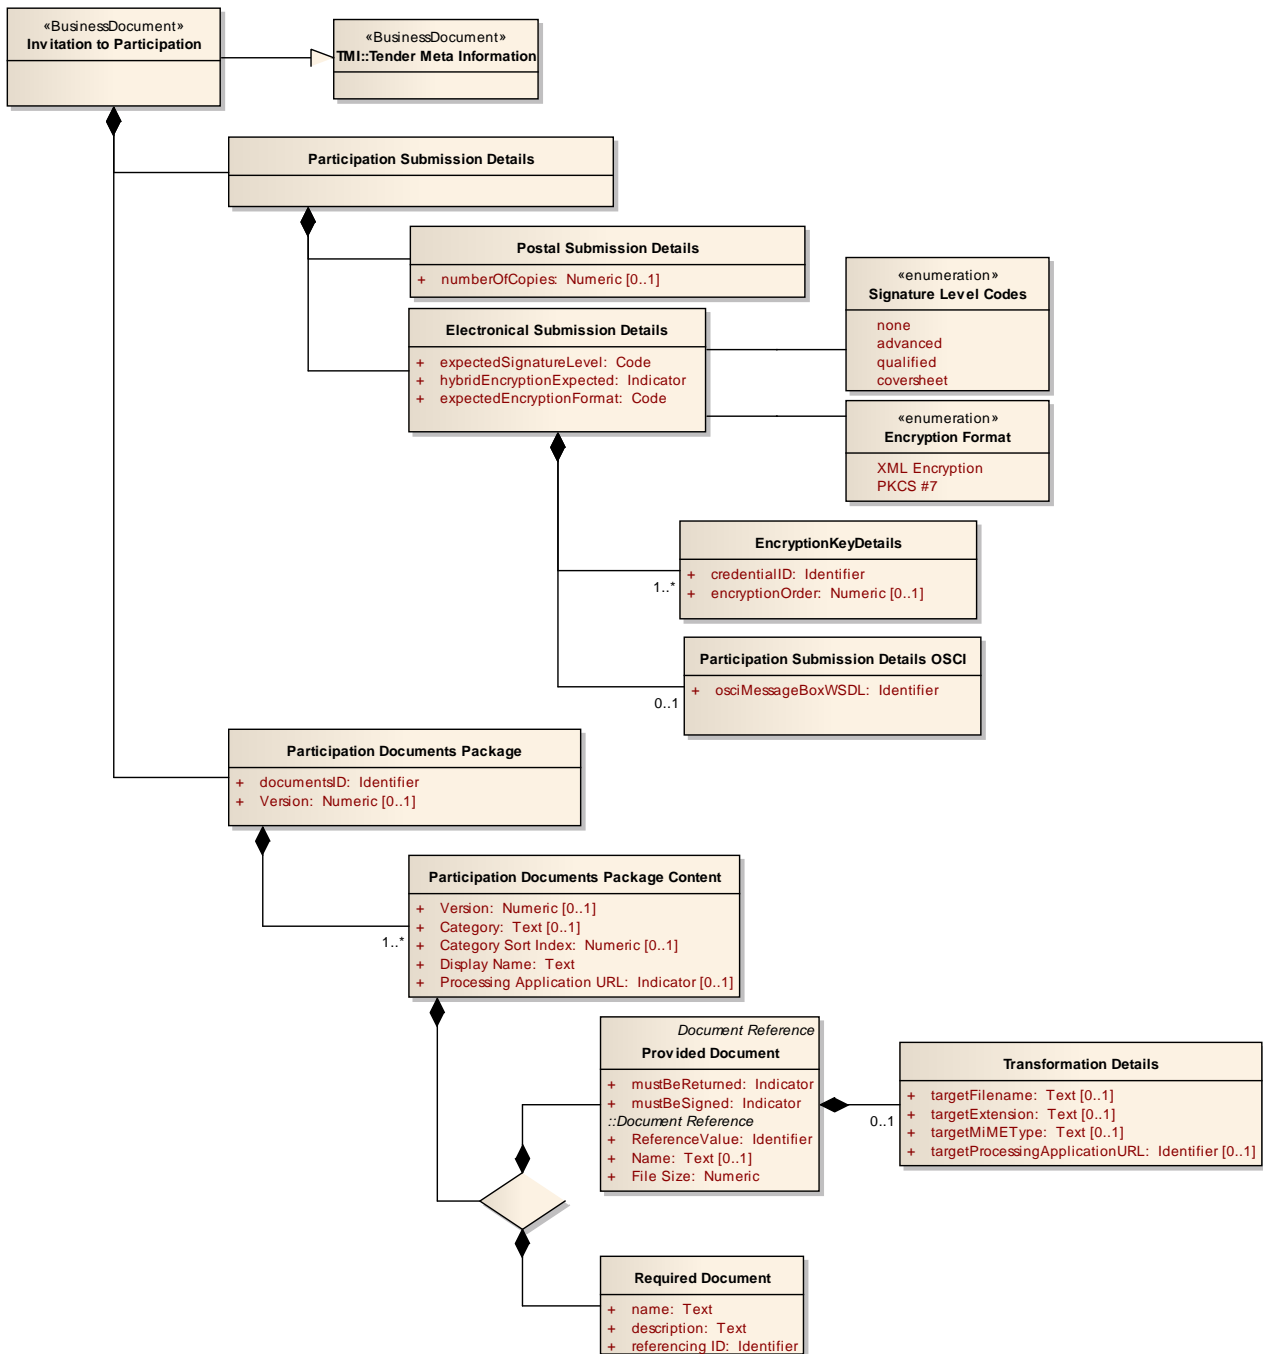 «BusinessDocument»
Invitation to Participation
«BusinessDocument»
TMI::Tender Meta Information
Participation Submission Details
Postal Submission Details
+ numberOfCopies: Numeric [0..1]
Electronical Submission Details
+ expectedSignatureLevel: Code
+ hybridEncryptionExpected: Indicator
+ expectedEncryptionFormat: Code
«enumeration»
Signature Level Codes
none
advanced
qualified
coversheet
«enumeration»
Encryption Format
XML Encryption
PKCS #7
EncryptionKeyDetails
+ credentialID: Identifier
+ encryptionOrder: Numeric [0..1]
1..*
Participation Submission Details OSCI
+ osciMessageBoxWSDL: Identifier
0..1
Participation Documents Package
+ documentsID: Identifier
+ Version: Numeric [0..1]
Participation Documents Package Content
+ Version: Numeric [0..1]
+ Category: Text [0..1]
+ Category Sort Index: Numeric [0..1]
+ Display Name: Text
+ Processing Application URL: Indicator [0..1]
1..*
Document Reference
Provided Document
+ mustBeReturned: Indicator
+ mustBeSigned: Indicator
::Document Reference
+ ReferenceValue: Identifier
+ Name: Text [0..1]
+ File Size: Numeric
Transformation Details
+ targetFilename: Text [0..1]
+ targetExtension: Text [0..1]
+ targetMiMEType: Text [0..1]
+ targetProcessingApplicationURL: Identifier [0..1]
0..1
Required Document
+ name: Text
+ description: Text
+ referencing ID: Identifier